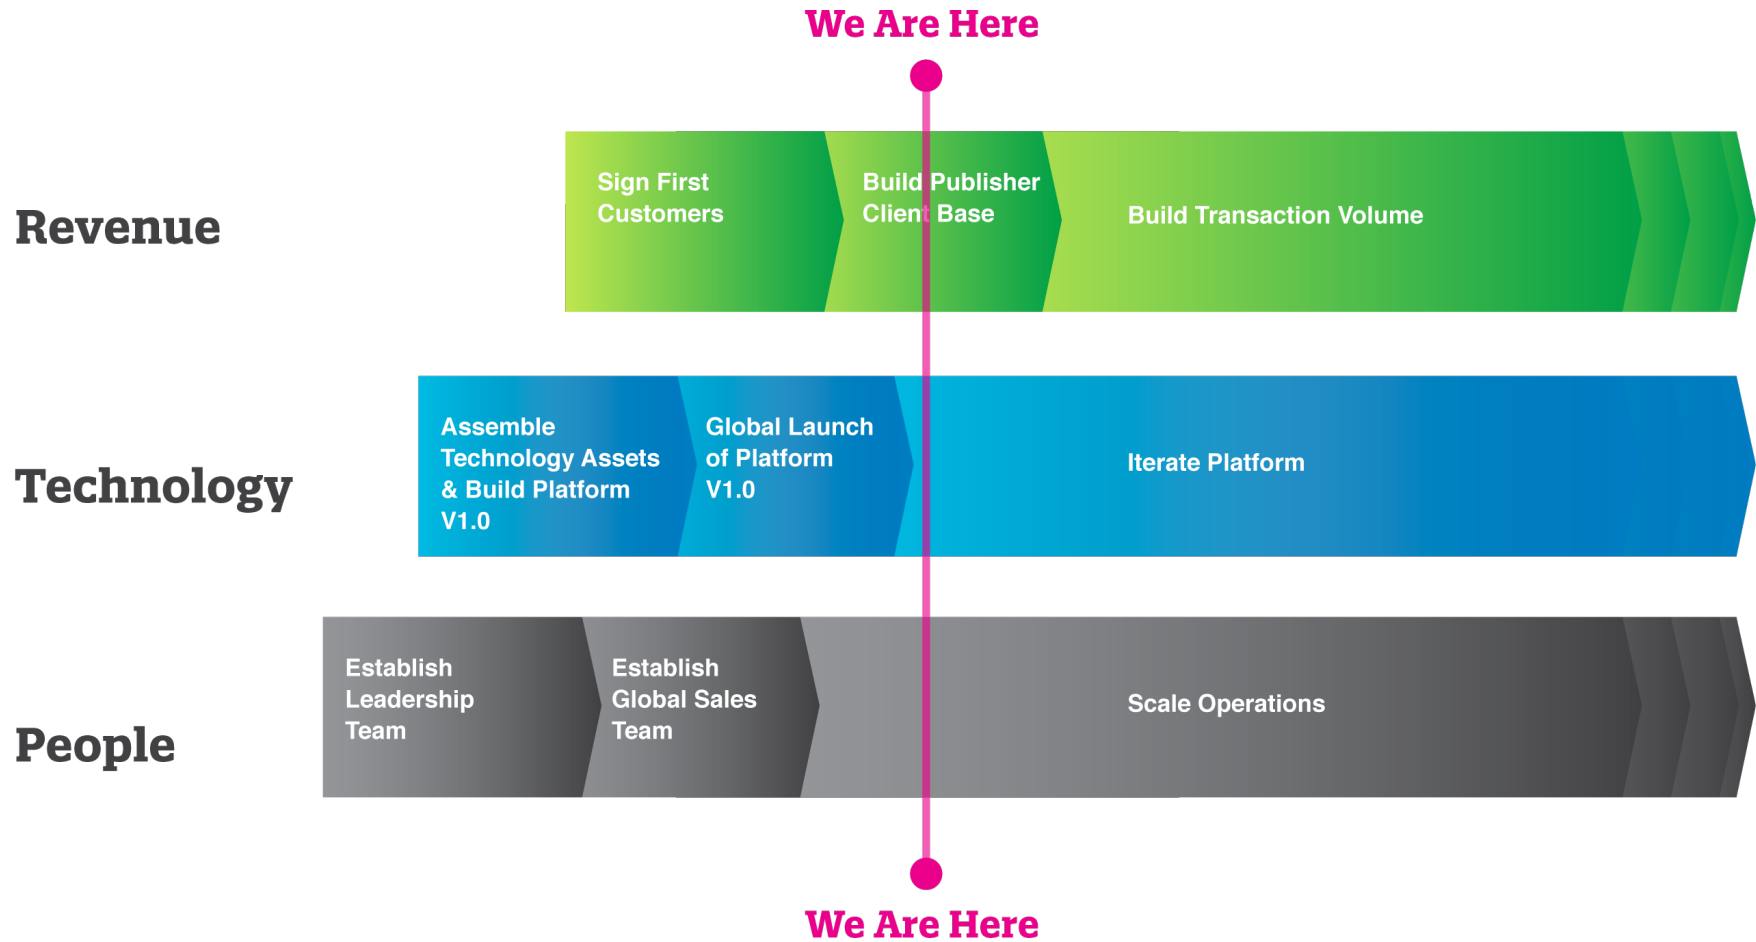 We Are Here
Revenue
Sign First
Customers
Build Publisher
Client Base
Build Transaction Volume
Technology
Assemble
Technology Assets
& Build Platform
V1.0
Global Launch
of Platform
V1.0
Iterate Platform
People
Establish
Leadership
Team
Establish
Global Sales
Team
Scale Operations
We Are Here